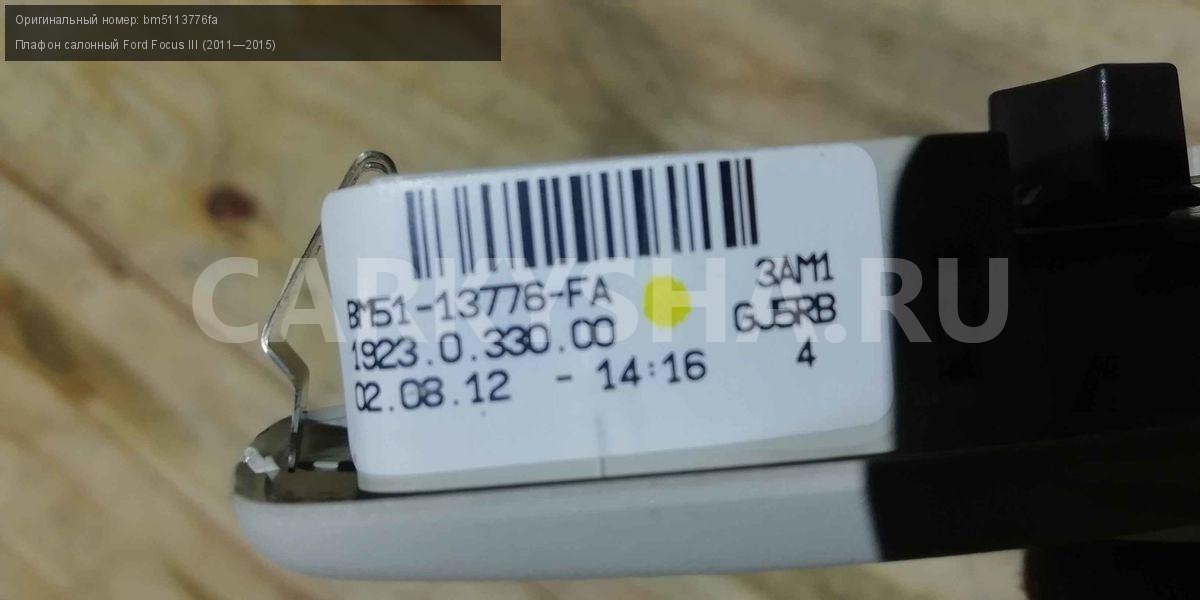 Оригинальный номер: bm5113776fa
Плафон салонный Ford Focus III (2011—2015)
BM51-13776-FA
3AM1
1923.0.330.00
GJ5RB
02.08.12 - 14:16
4
CARKYSHA.RU